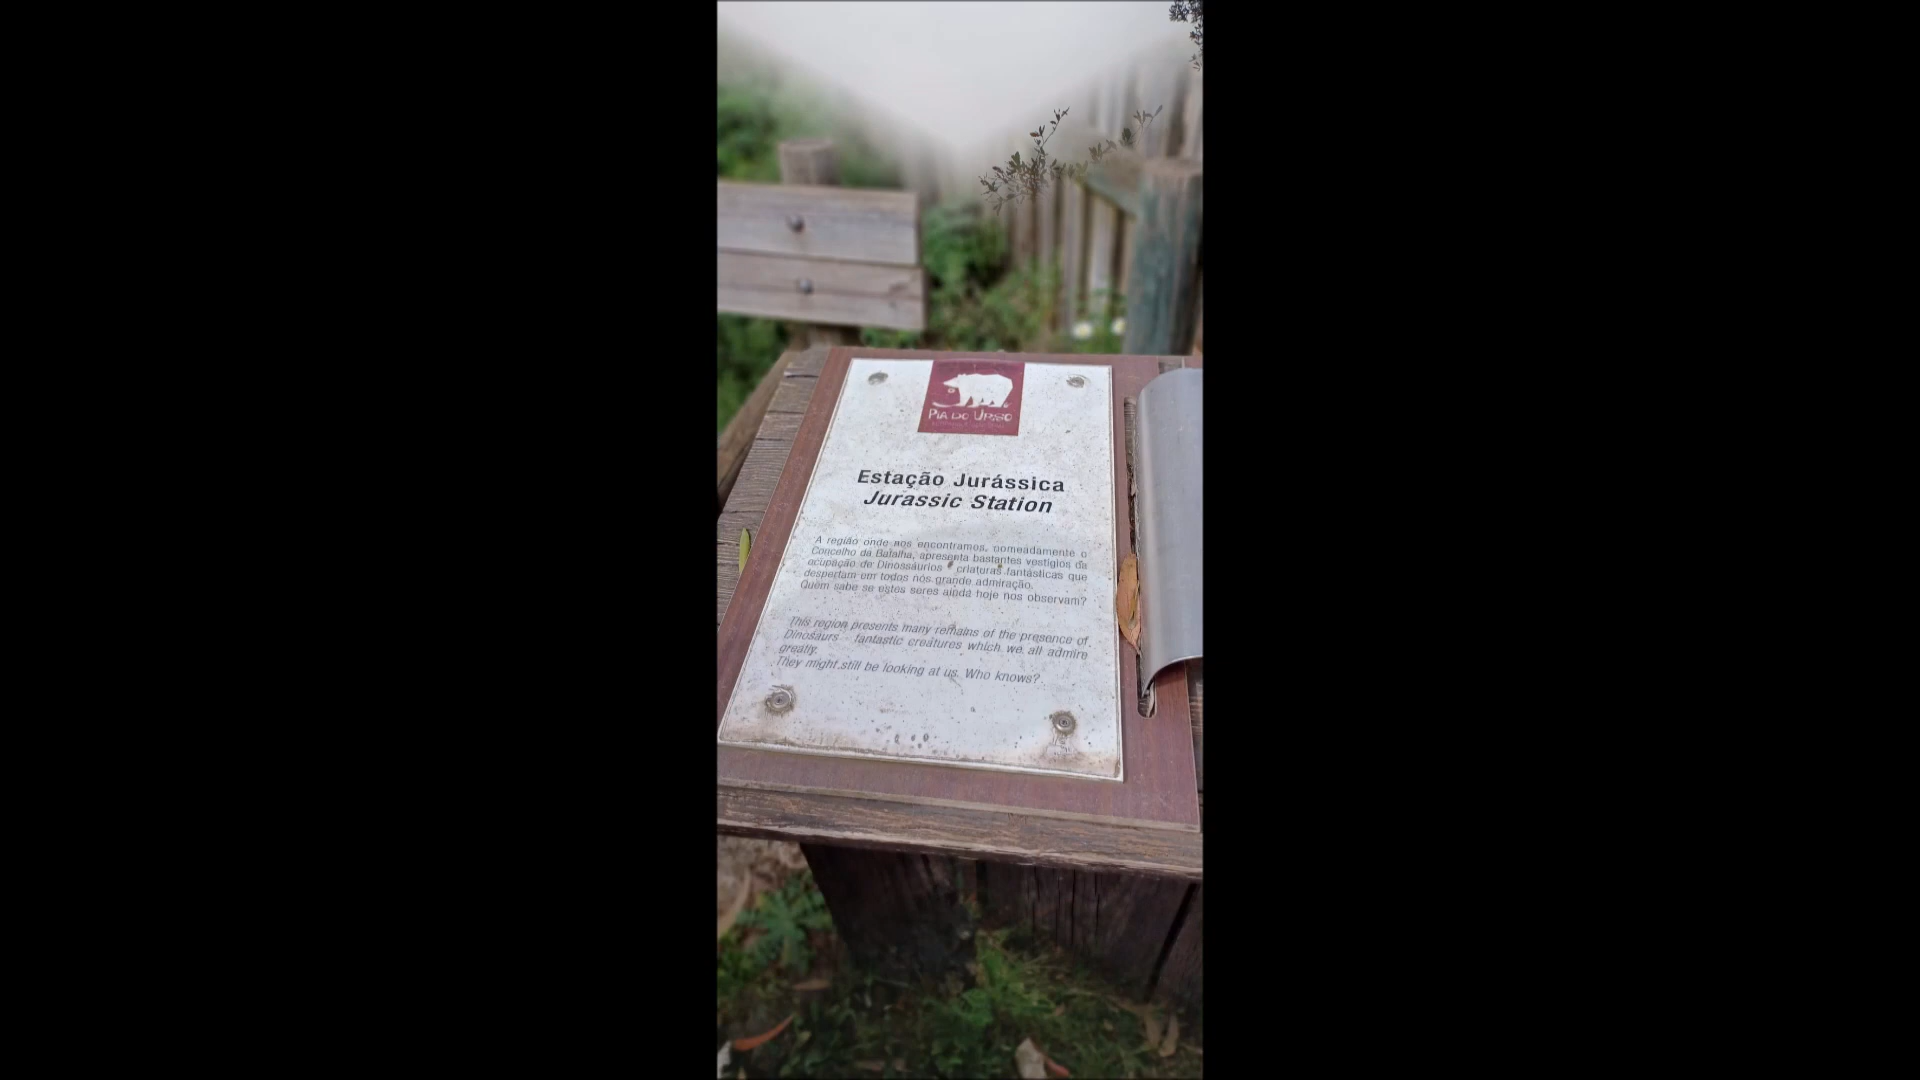 PIA DO URSO
Estação Jurássica
Jurassic Station
A região onde nos encontramos, nomeadamente o
Concelho da Batalha, apresenta bastantes vestígios da
ocupação de Dinossáurios criaturas fantásticas que
despertam em todos nós grande admiração.
Quem sabe se estes seres ainda hoje nos observam?
This region presents many remains of the presence of
Dinosaurs fantastic creatures which we all admire
greatly.
They might still be looking at us. Who knows?